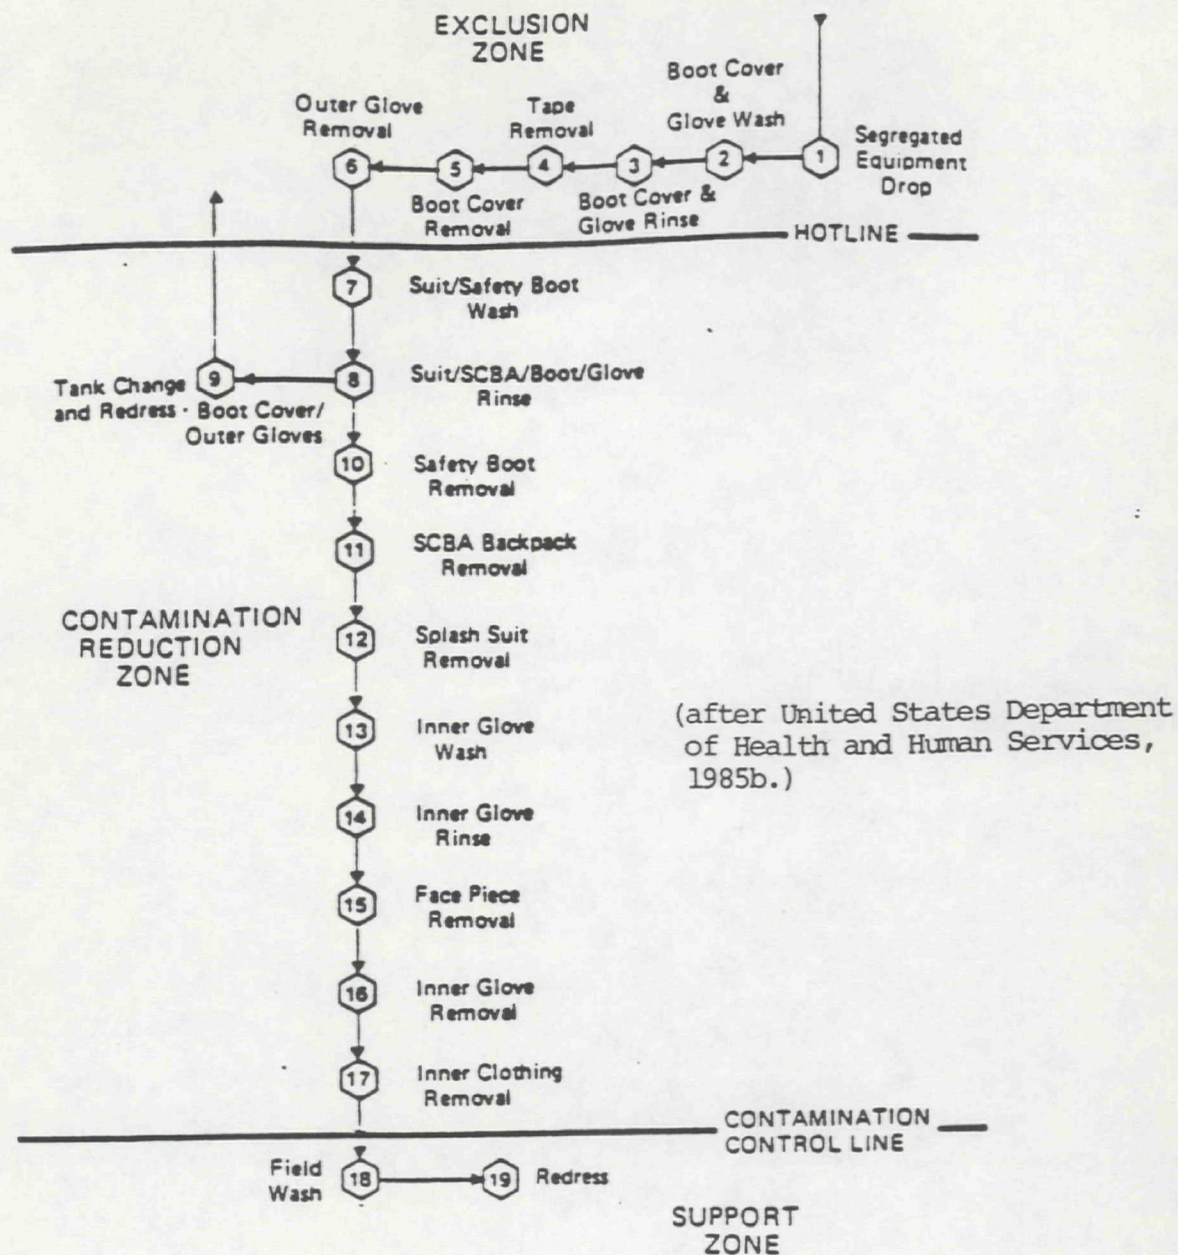 EXCLUSION
ZONE
Boot Cover
&
Glove Wash
Outer Glove
Removal
Tape
Removal
Segregated
Equipment
Drop
6
5
4
3
2
1
Boot Cover
Removal
Boot Cover &
Glove Rinse
HOTLINE
7
Suit/Safety Boot
Wash
9
8
Suit/SCBA/Boot/Glove
Rinse
Tank Change
and Redress - Boot Cover/
Outer Gloves
10
Safety Boot
Removal
11
SCBA Backpack
Removal
CONTAMINATION
REDUCTION
ZONE
12
Splash Suit
Removal
13
Inner Glove
Wash
(after United States Department
of Health and Human Services,
1985b.)
14
Inner Glove
Rinse
15
Face Piece
Removal
16
Inner Glove
Removal
17
Inner Clothing
Removal
CONTAMINATION
CONTROL LINE
Field
Wash
18
19
Redress
SUPPORT
ZONE